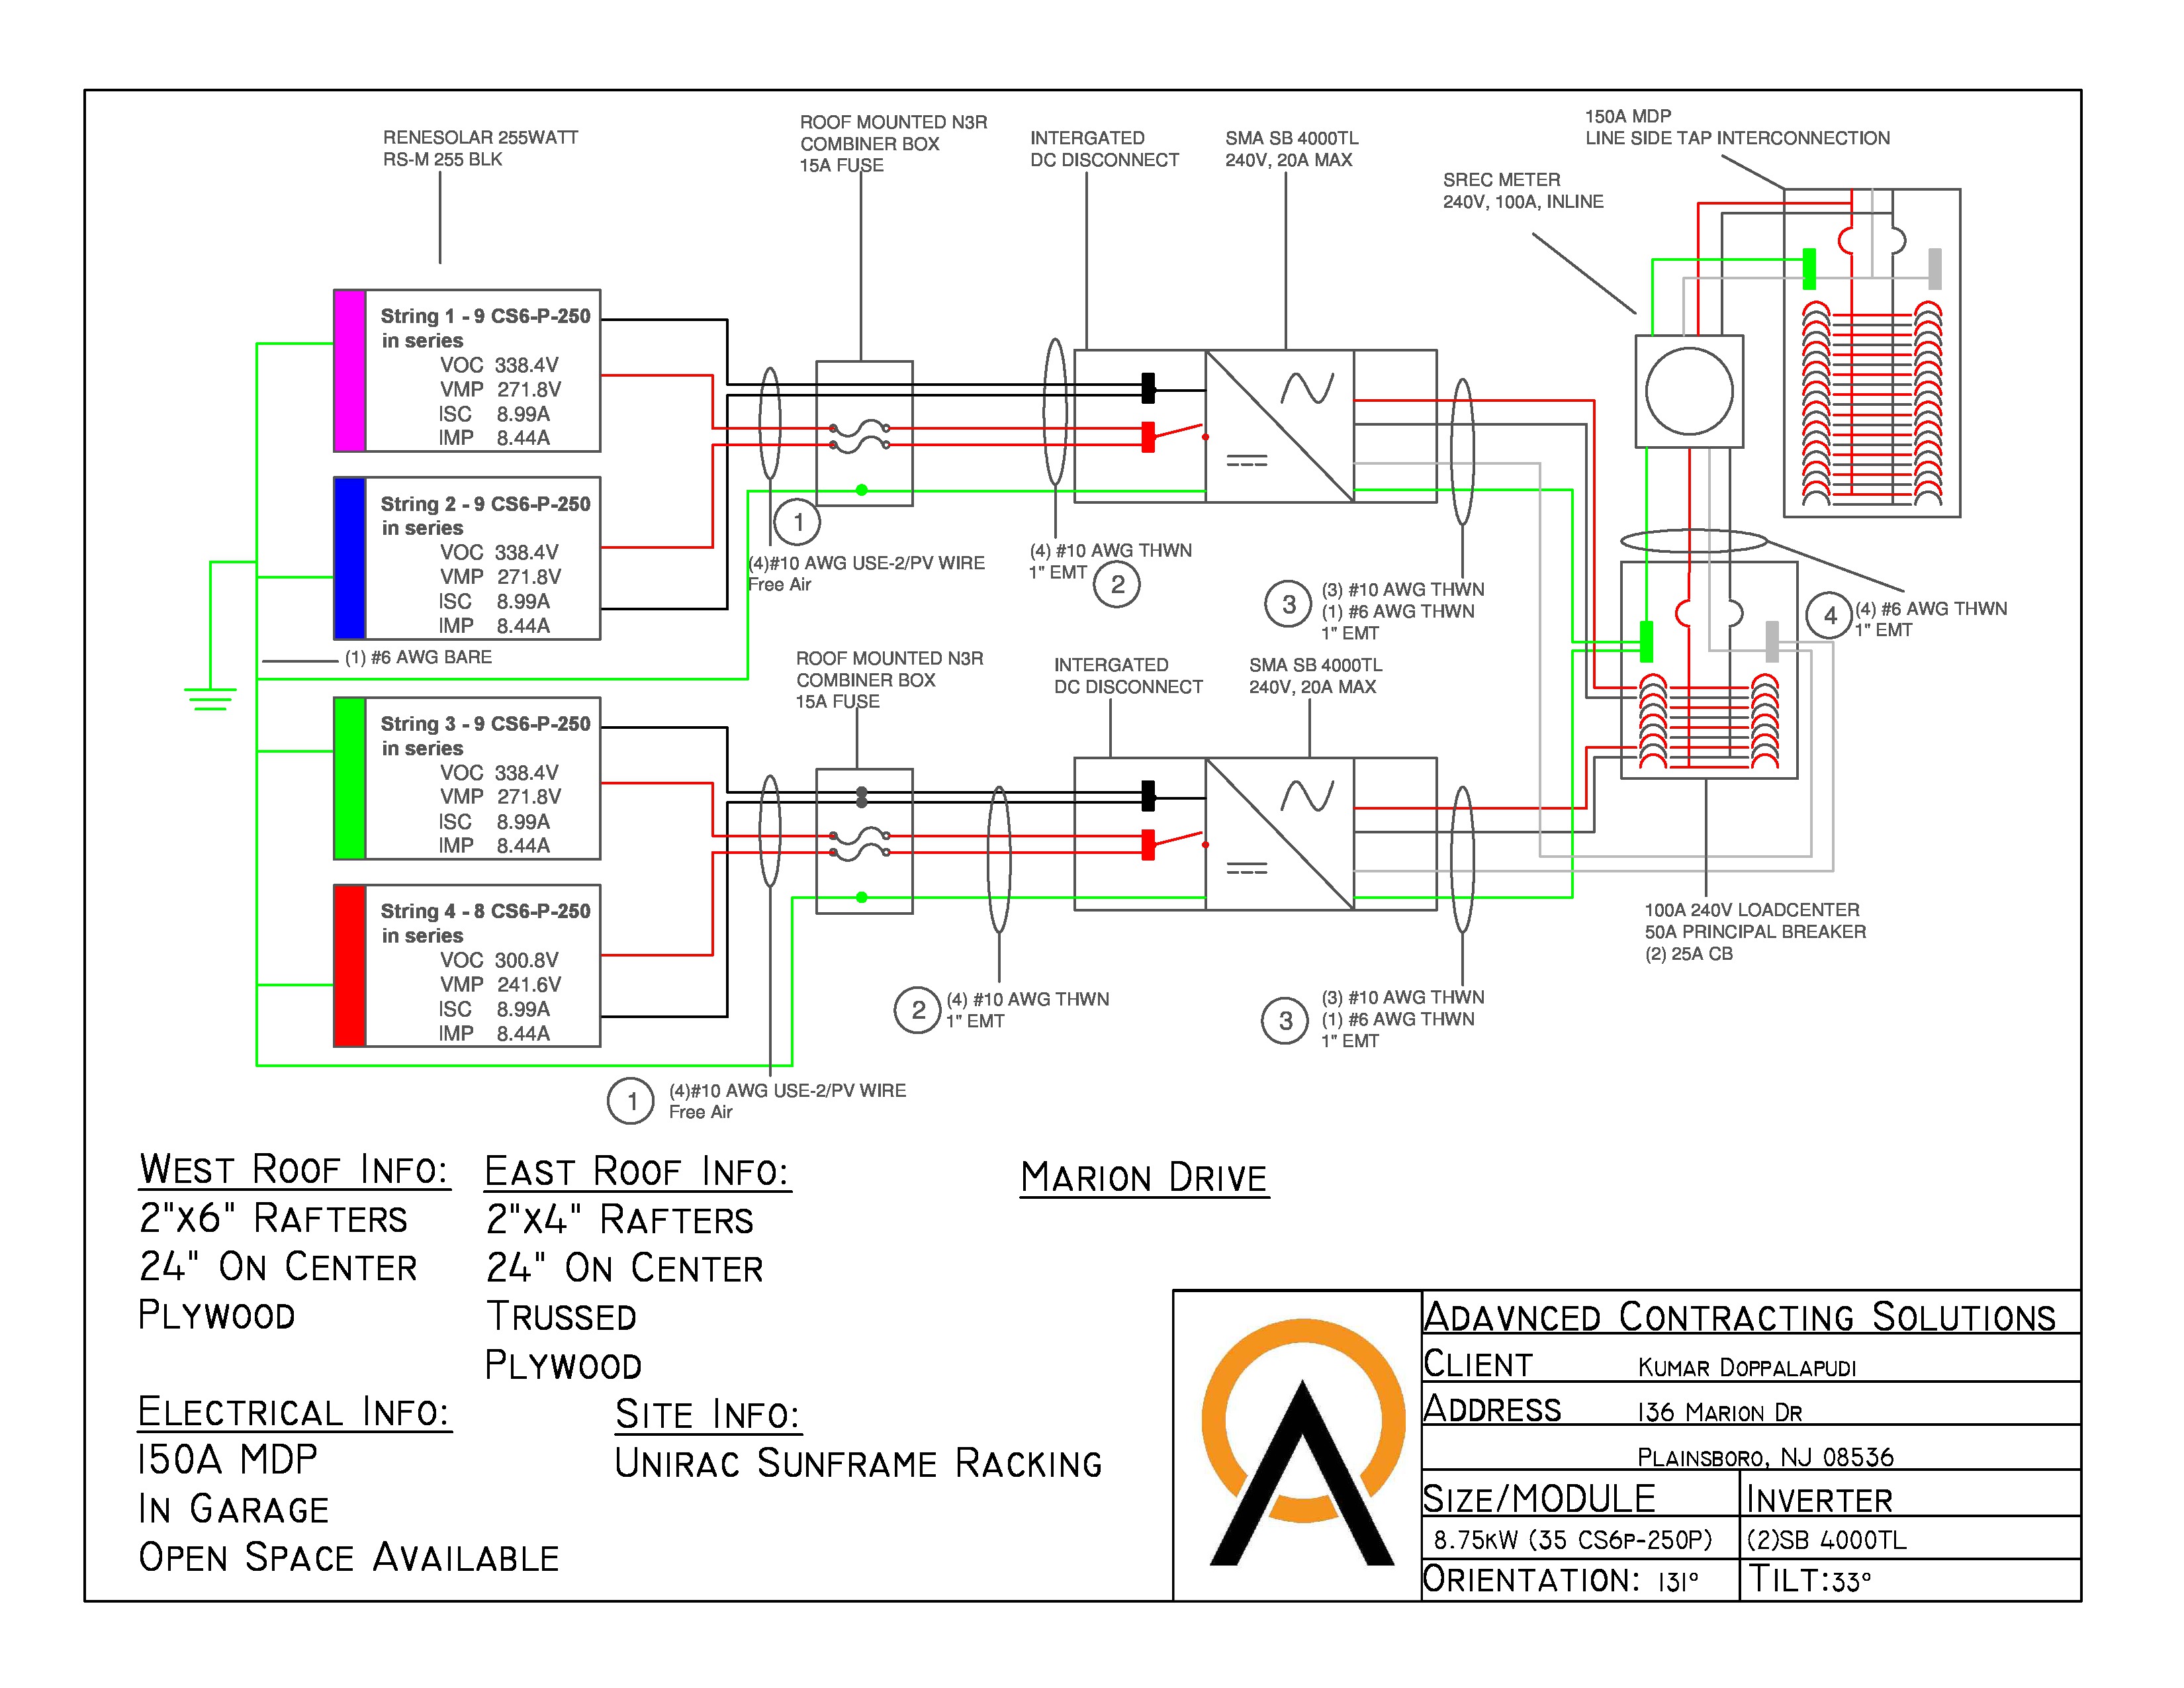 RENESOLAR 255WATT
RS-M 255 BLK
ROOF MOUNTED N3R
COMBINER BOX
15A FUSE
INTERGATED
DC DISCONNECT
SMA SB 4000TL
240V, 20A MAX
150A MDP
LINE SIDE TAP INTERCONNECTION
SREC METER
240V, 100A, INLINE
String 1 - 9 CS6-P-250
in series
VOC 338.4V
VMP 271.8V
ISC 8.99A
IMP 8.44A
String 2 - 9 CS6-P-250
in series
VOC 338.4V
VMP 271.8V
ISC 8.99A
IMP 8.44A
(1) #6 AWG BARE
1
(4)#10 AWG USE-2/PV WIRE
Free Air
(4) #10 AWG THWN
1" EMT
2
3
(3) #10 AWG THWN
(1) #6 AWG THWN
1" EMT
4
(4) #6 AWG THWN
1" EMT
ROOF MOUNTED N3R
COMBINER BOX
15A FUSE
INTERGATED
DC DISCONNECT
SMA SB 4000TL
240V, 20A MAX
String 3 - 9 CS6-P-250
in series
VOC 338.4V
VMP 271.8V
ISC 8.99A
IMP 8.44A
String 4 - 8 CS6-P-250
in series
VOC 300.8V
VMP 241.6V
ISC 8.99A
IMP 8.44A
100A 240V LOADCENTER
50A PRINCIPAL BREAKER
(2) 25A CB
2
(4) #10 AWG THWN
1" EMT
3
(3) #10 AWG THWN
(1) #6 AWG THWN
1" EMT
1
(4)#10 AWG USE-2/PV WIRE
Free Air
WEST ROOF INFO:
2"X6" RAFTERS
24" ON CENTER
PLYWOOD
EAST ROOF INFO:
2"X4" RAFTERS
24" ON CENTER
TRUSSED
PLYWOOD
MARION DRIVE
ELECTRICAL INFO:
150A MDP
IN GARAGE
OPEN SPACE AVAILABLE
SITE INFO:
UNIRAC SUNFRAME RACKING
ADAVNCED CONTRACTING SOLUTIONS
CLIENT KUMAR DOPPALAPUDI
ADDRESS 136 MARION DR
PLAINSBORO, NJ 08536
SIZE/MODULE INVERTER
8.75KW (35 CS6P-250P) (2)SB 4000TL
ORIENTATION: 131° TILT:33°